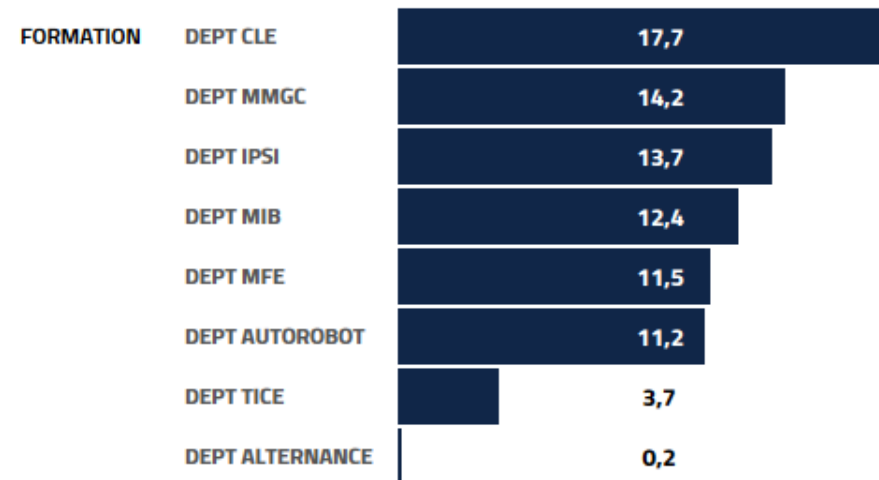 FORMATION DEPT CLE 17,7
DEPT MMGC 14,2
DEPT IPSI 13,7
DEPT MIB 12,4
DEPT MFE 11,5
DEPT AUTOROBOT 11,2
DEPT TICE 3,7
DEPT ALTERNANCE 0,2